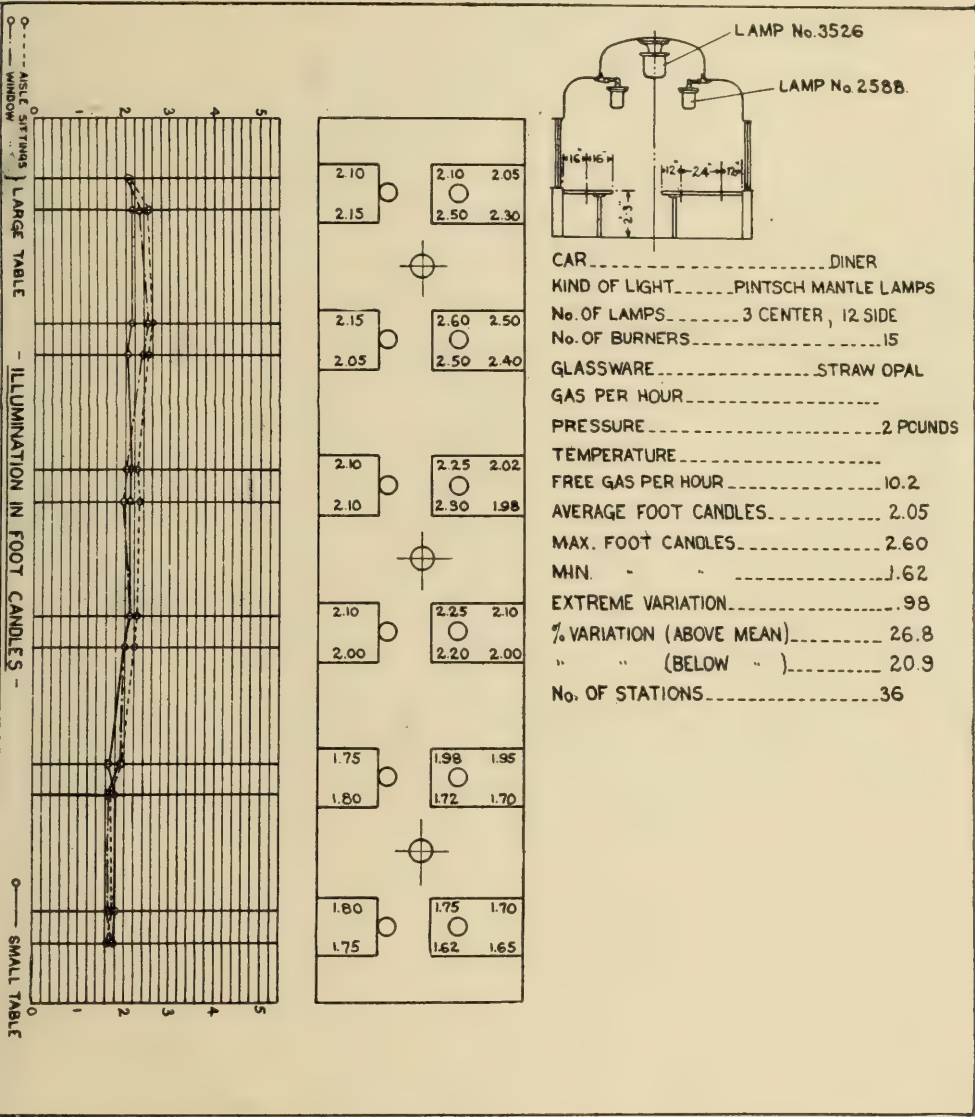 AISLE SITTINGS } LARGE TABLE
WINDOW "
- ILLUMINATION IN FOOT CANDLES -
SMALL TABLE
0 1 2 3 4 5
0 1 2 3 4 5
2.10 2.10 2.05
2.15 2.50 2.30
2.15 2.60 2.50
2.05 2.50 2.40
2.10 2.25 2.02
2.10 2.30 1.98
2.10 2.25 2.10
2.00 2.20 2.00
1.75 1.98 1.95
1.80 1.72 1.70
1.80 1.75 1.70
1.75 1.62 1.65
LAMP No. 3526
LAMP No. 2588.
16" 16" 12" 24" 12"
2'-5"
CAR DINER
KIND OF LIGHT PINTSCH MANTLE LAMPS
No. OF LAMPS 3 CENTER, 12 SIDE
No. OF BURNERS 15
GLASSWARE STRAW OPAL
GAS PER HOUR
PRESSURE 2 POUNDS
TEMPERATURE
FREE GAS PER HOUR 10.2
AVERAGE FOOT CANDLES 2.05
MAX. FOOT CANDLES 2.60
MIN. " " 1.62
EXTREME VARIATION .98
% VARIATION (ABOVE MEAN) 26.8
" " (BELOW " ) 20.9
No. OF STATIONS 36